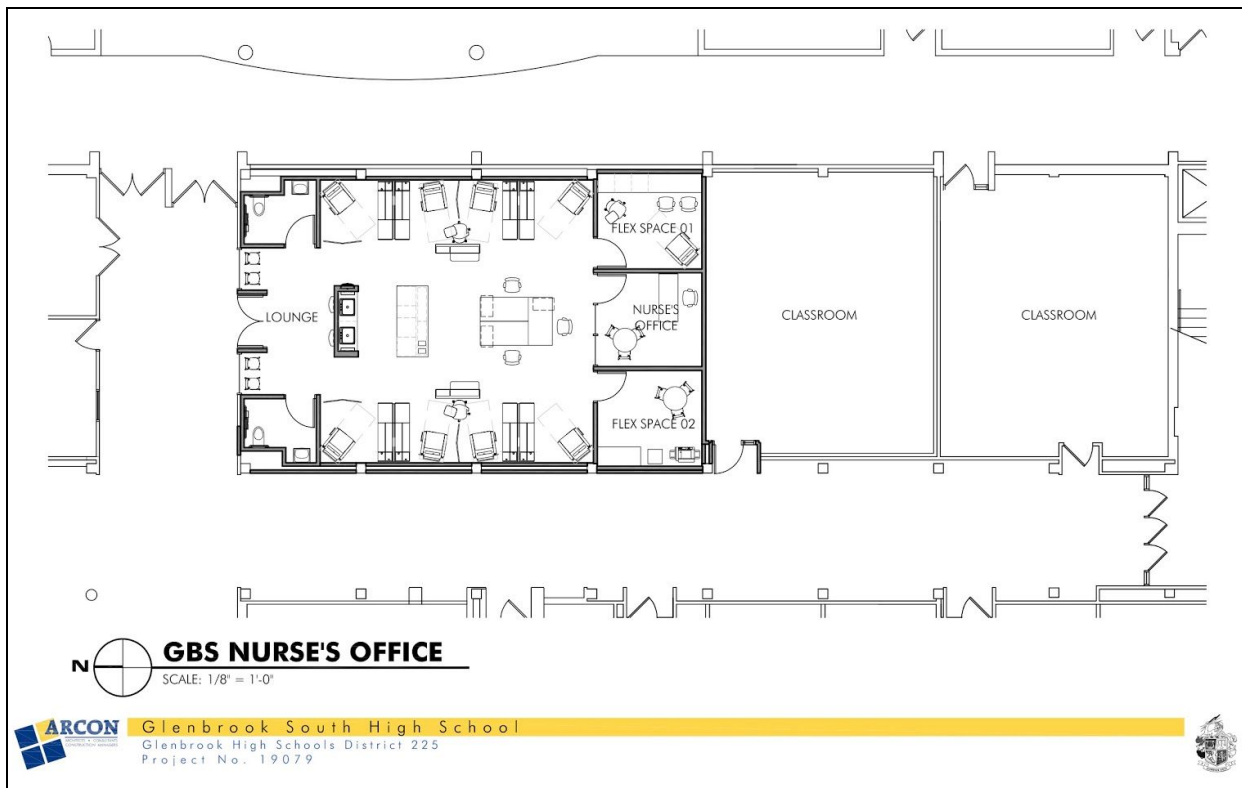 FLEX SPACE 01
LOUNGE
NURSE'S
OFFICE
CLASSROOM
CLASSROOM
FLEX SPACE 02
N
GBS NURSE'S OFFICE
SCALE: 1/8" = 1'-0"
ARCON
Glenbrook South High School
Glenbrook High Schools District 225
Project No. 19079